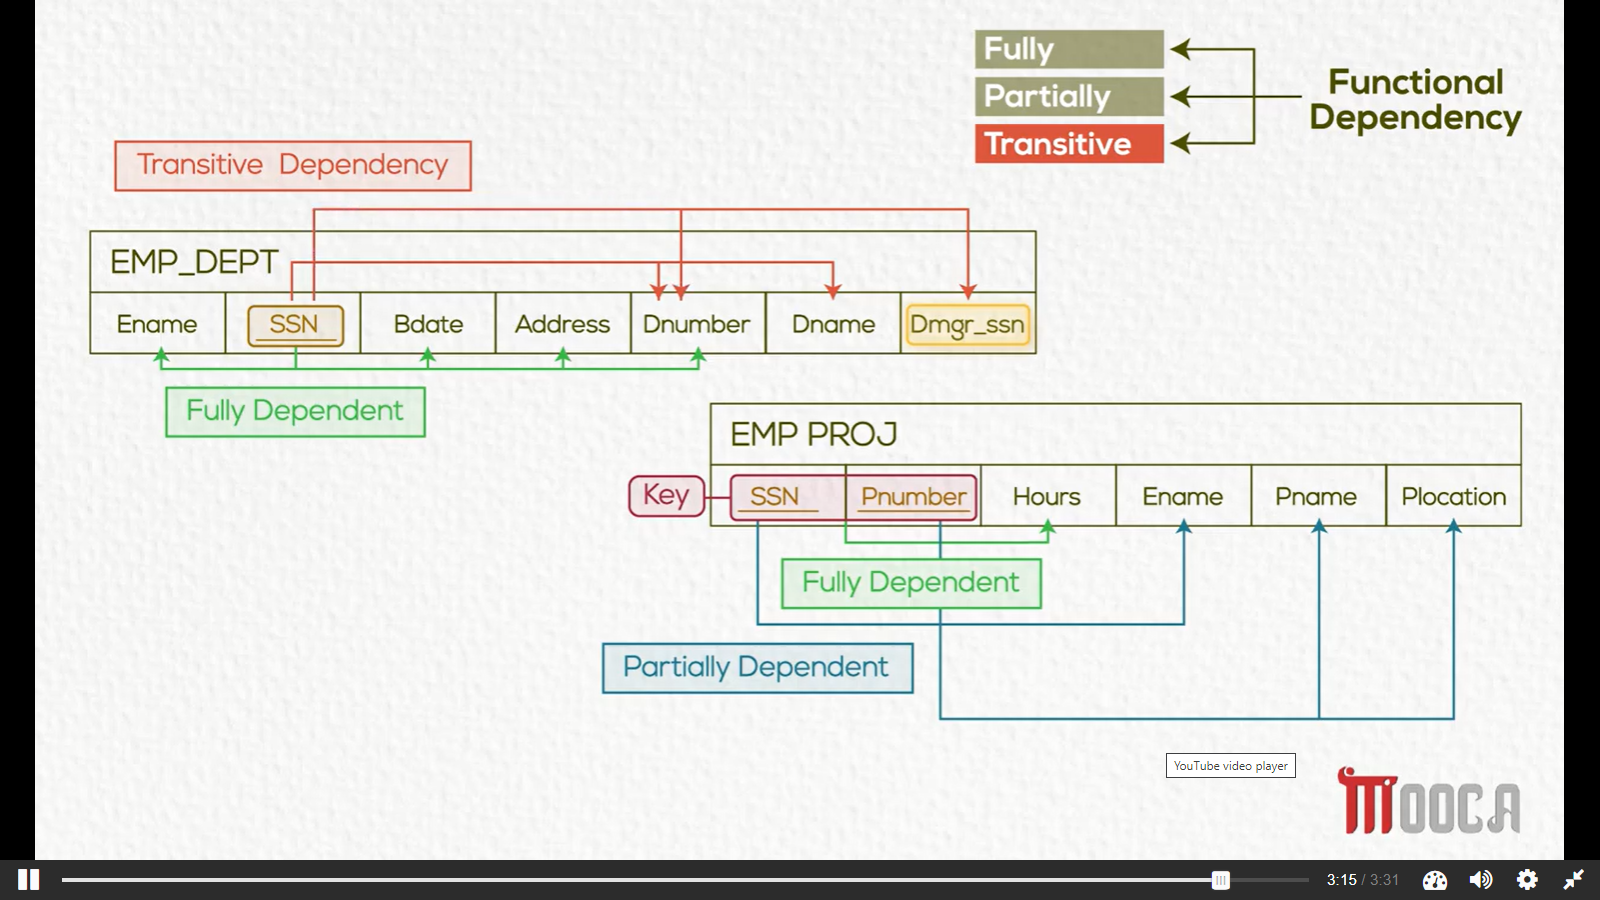 Fully
Partially
Transitive
Functional
Dependency
Transitive Dependency
EMP_DEPT
Ename SSN Bdate Address Dnumber Dname Dmgr_ssn
Fully Dependent
EMP PROJ
Key SSN Pnumber Hours Ename Pname Plocation
Fully Dependent
Partially Dependent
YouTube video player
MOOCA
3:15 / 3:31